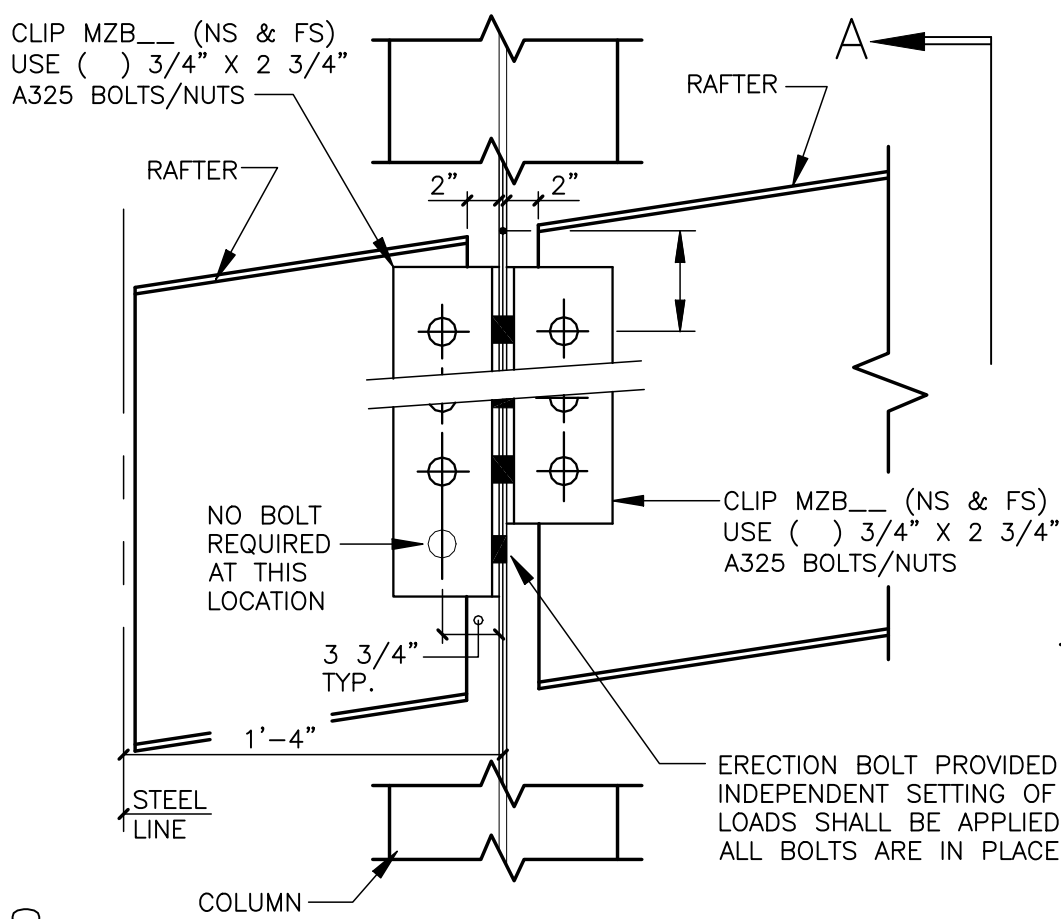 CLIP MZB__ (NS & FS)
USE ( ) 3/4" X 2 3/4"
A325 BOLTS/NUTS
A
RAFTER
RAFTER
2"
2"
NO BOLT
REQUIRED
AT THIS
LOCATION
CLIP MZB__ (NS & FS)
USE ( ) 3/4" X 2 3/4"
A325 BOLTS/NUTS
3 3/4"
TYP.
1'-4"
STEEL
LINE
ERECTION BOLT PROVIDED
INDEPENDENT SETTING OF
LOADS SHALL BE APPLIED
ALL BOLTS ARE IN PLACE
COLUMN